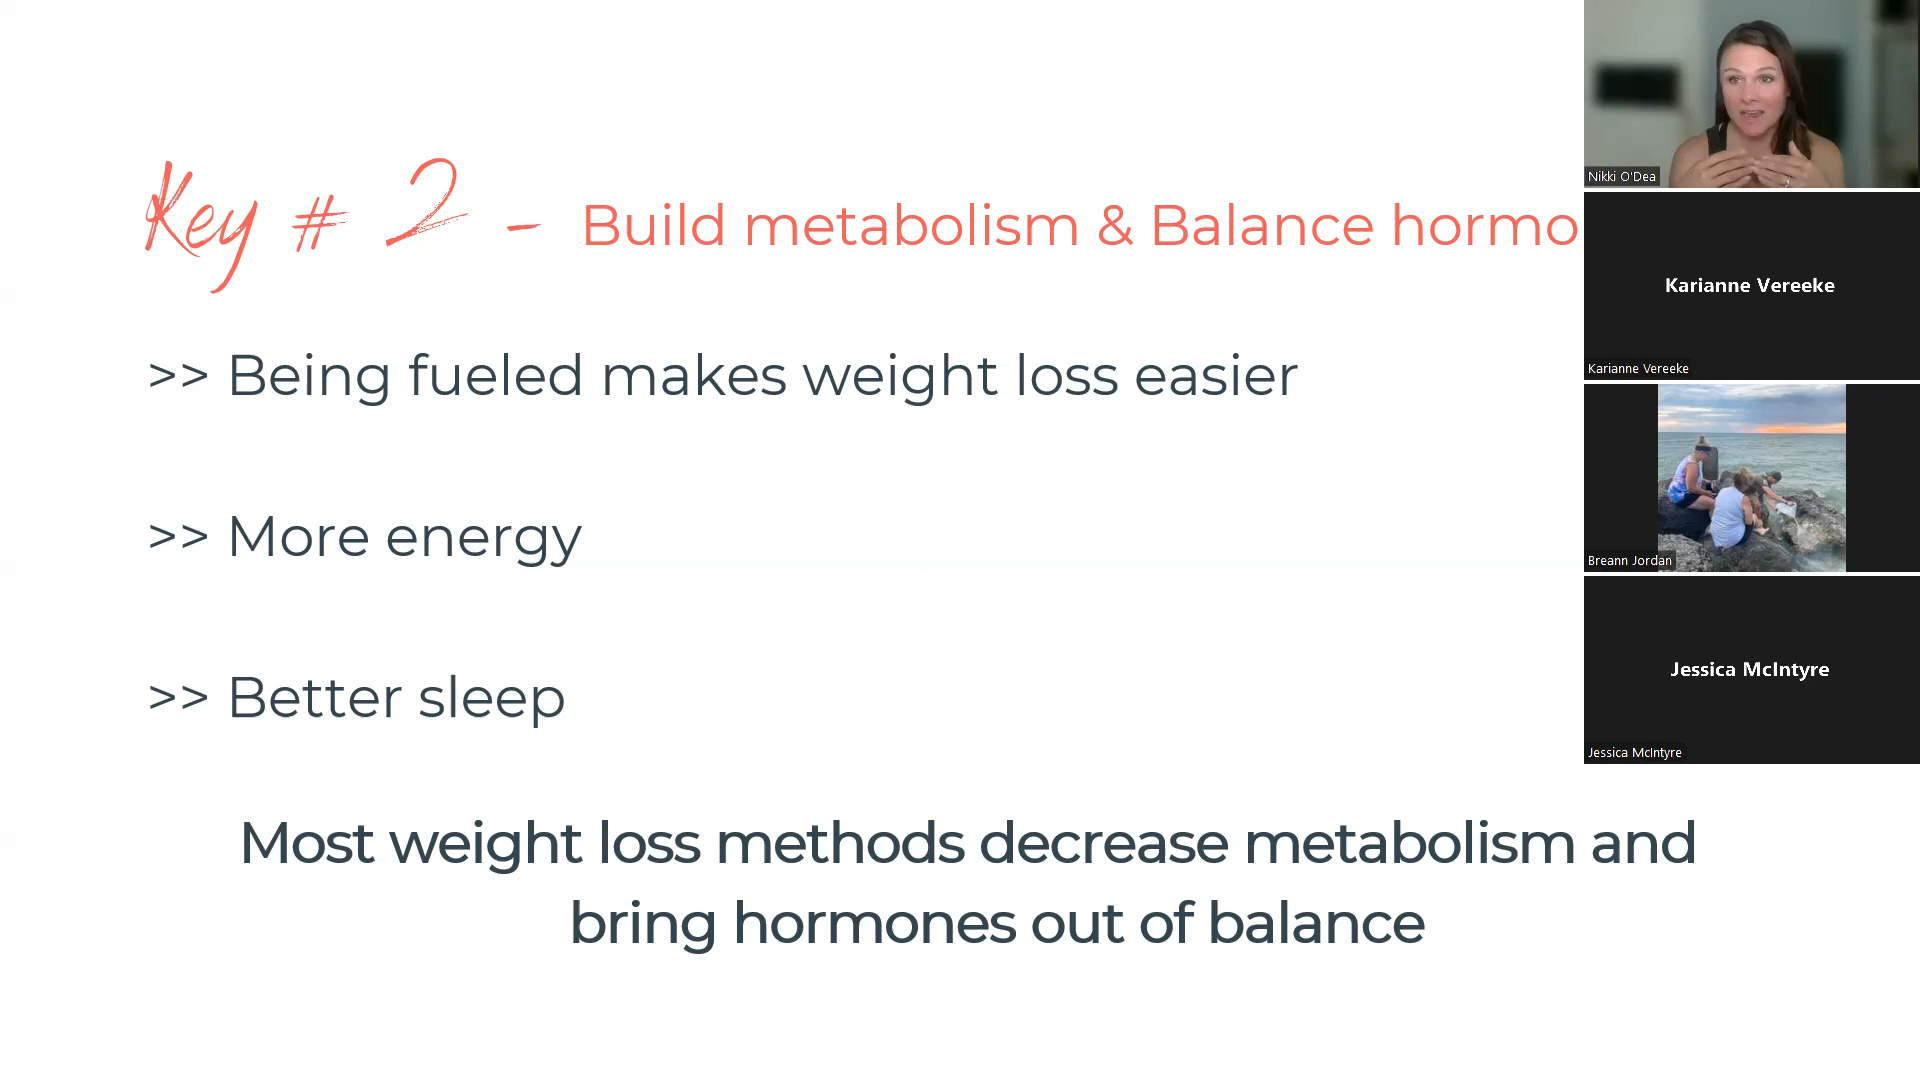 Key # 2 - Build metabolism & Balance hormo
>> Being fueled makes weight loss easier
>> More energy
>> Better sleep
Most weight loss methods decrease metabolism and
bring hormones out of balance
Nikki O'Dea
Karianne Vereeke
Karianne Vereeke
Breann Jordan
Jessica McIntyre
Jessica McIntyre